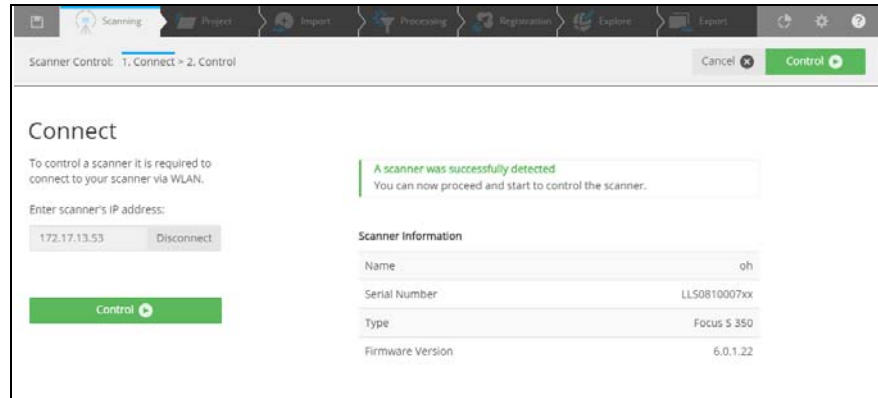 Scanning
Project
Import
Processing
Registration
Explore
Export
Scanner Control: 1. Connect > 2. Control
Cancel
Control
Connect
To control a scanner it is required to
connect to your scanner via WLAN.
Enter scanner's IP address:
172.17.13.53 Disconnect
Control
A scanner was successfully detected
You can now proceed and start to control the scanner.
Scanner Information
Name oh
Serial Number LLS0810007xx
Type Focus S 350
Firmware Version 6.0.1.22